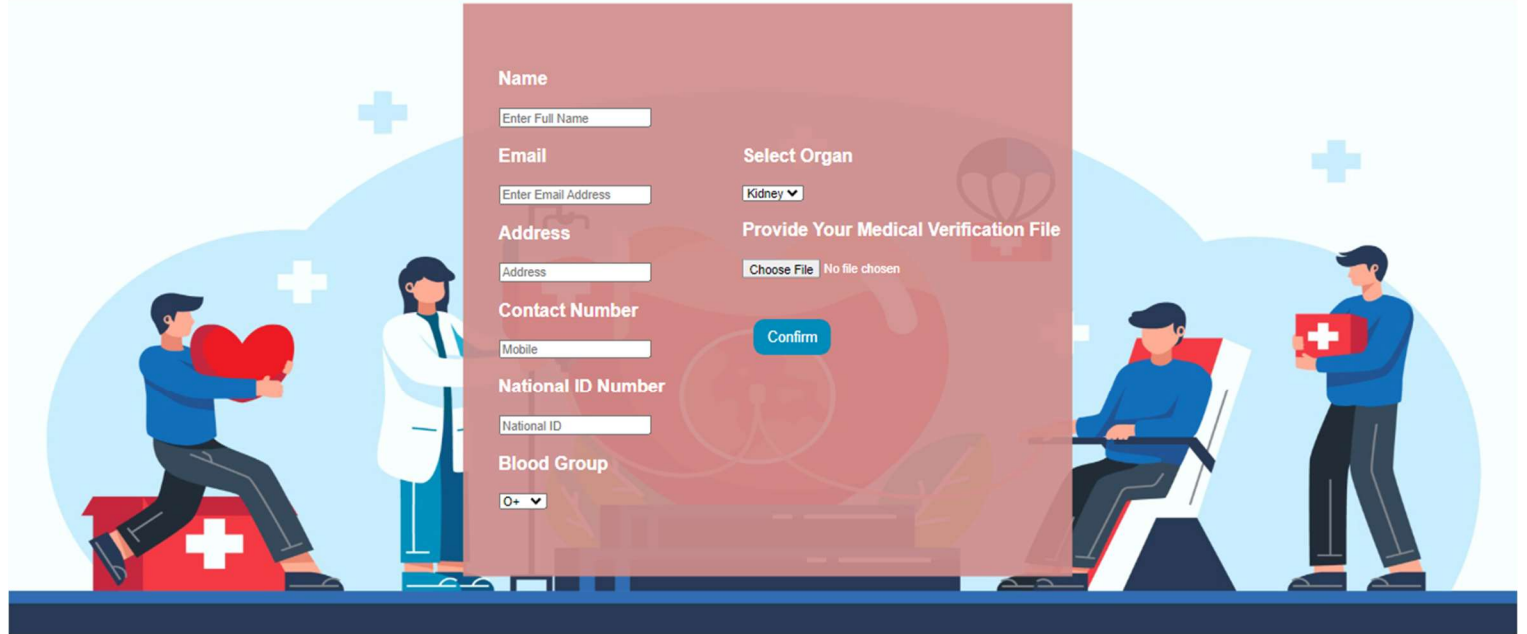 Name
Enter Full Name
Email
Enter Email Address
Address
Address
Contact Number
Mobile
National ID Number
National ID
Blood Group
O+
Select Organ
Kidney
Provide Your Medical Verification File
Choose File No file chosen
Confirm